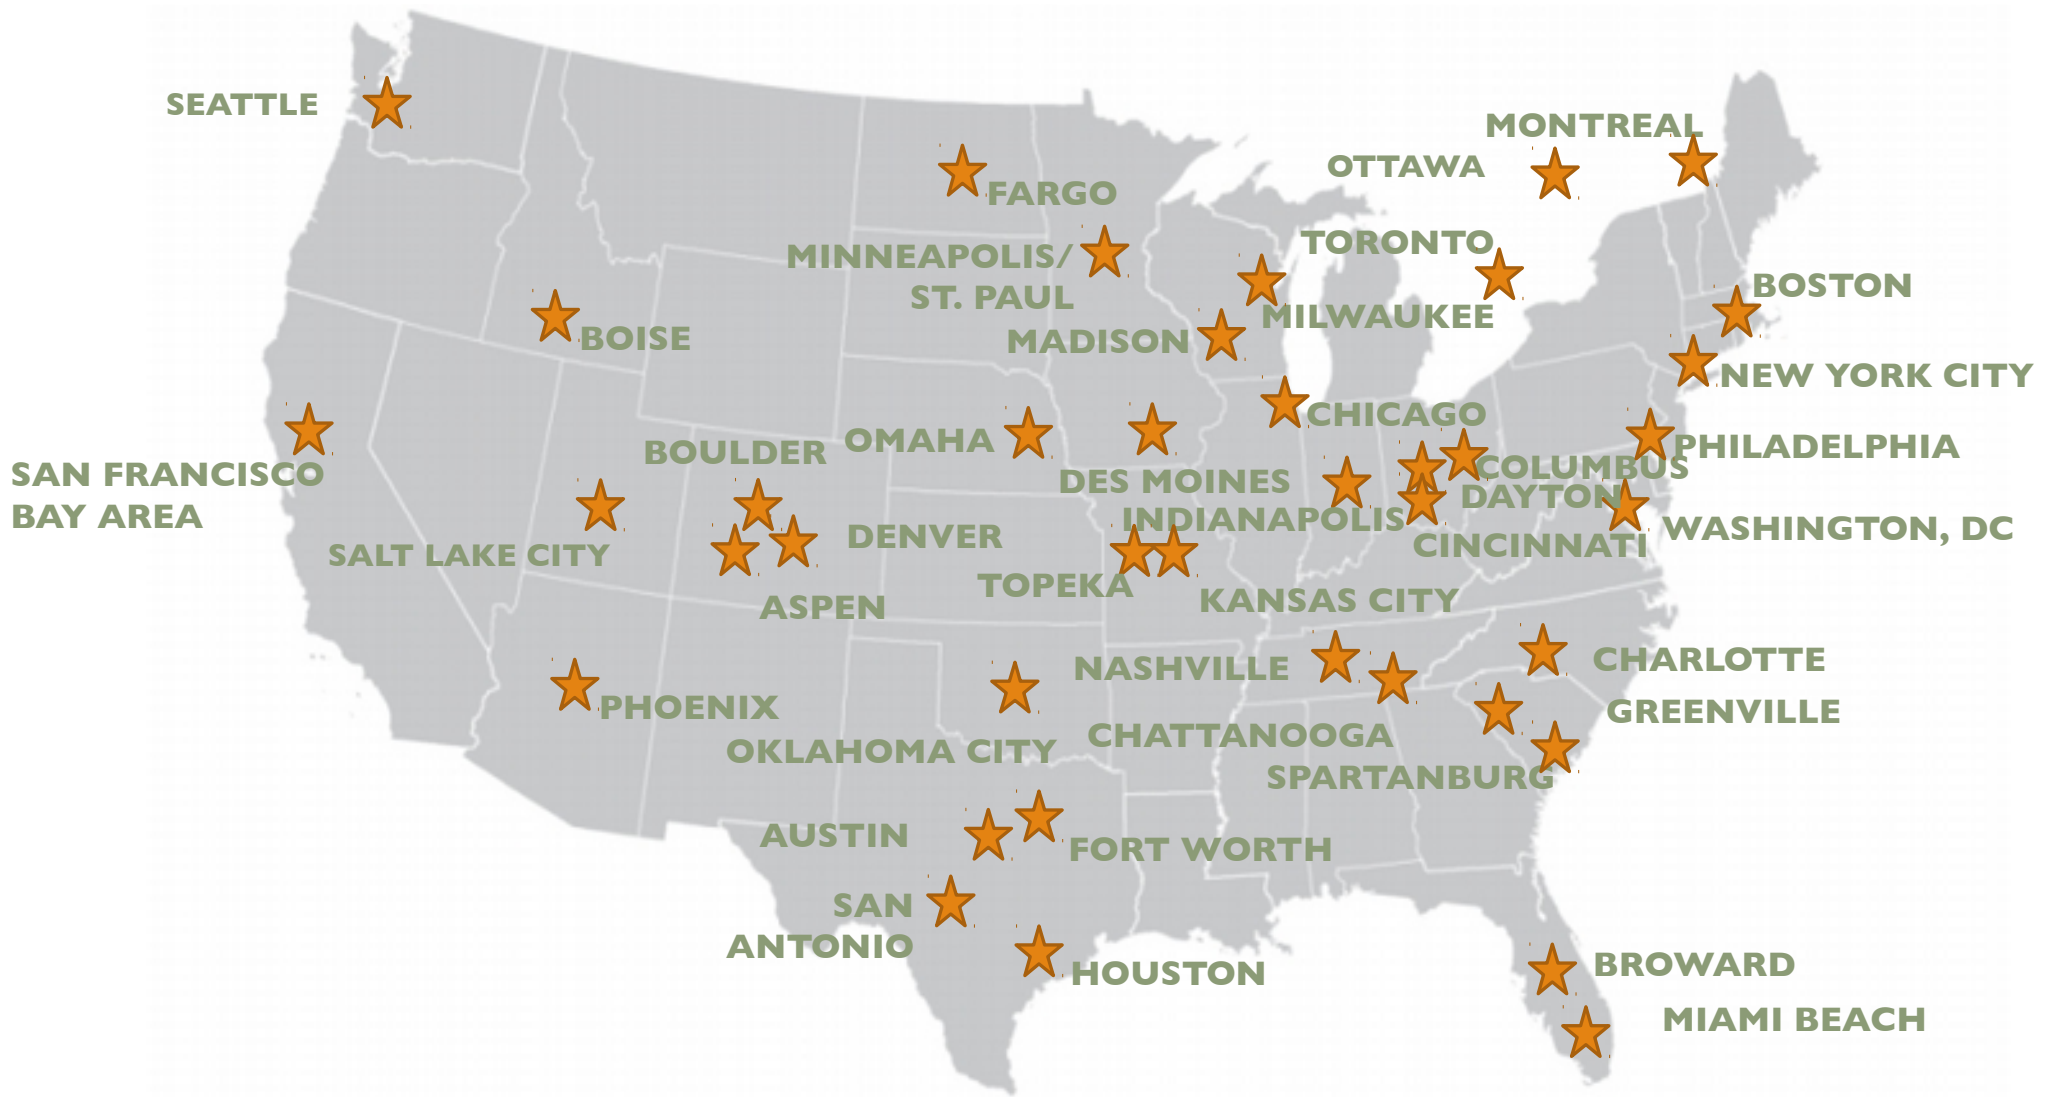 SEATTLE
MONTREAL
OTTAWA
FARGO
TORONTO
MINNEAPOLIS/
ST. PAUL
BOSTON
MILWAUKEE
BOISE
MADISON
NEW YORK CITY
CHICAGO
OMAHA
PHILADELPHIA
BOULDER
SAN FRANCISCO
BAY AREA
COLUMBUS
DES MOINES
DAYTON
INDIANAPOLIS
WASHINGTON, DC
DENVER
CINCINNATI
SALT LAKE CITY
TOPEKA
KANSAS CITY
ASPEN
CHARLOTTE
NASHVILLE
PHOENIX
GREENVILLE
CHATTANOOGA
OKLAHOMA CITY
SPARTANBURG
AUSTIN
FORT WORTH
SAN
ANTONIO
BROWARD
HOUSTON
MIAMI BEACH